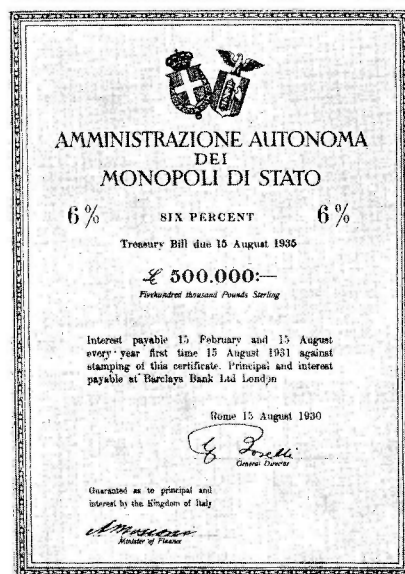 AMMINISTRAZIONE AUTONOMA
DEI
MONOPOLI DI STATO
6% SIX PERCENT 6%
Treasury Bill due 15 August 1935
£ 500.000:—
Fivehundred thousand Pounds Sterling
Interest payable 15 February and 15 August
every year first time 15 August 1931 against
stamping of this certificate. Principal and interest
payable at Barclays Bank Ltd London
Rome 15 August 1930
General Director
Guaranted as to principal and
interest by the Kingdom of Italy
Minister of Finance